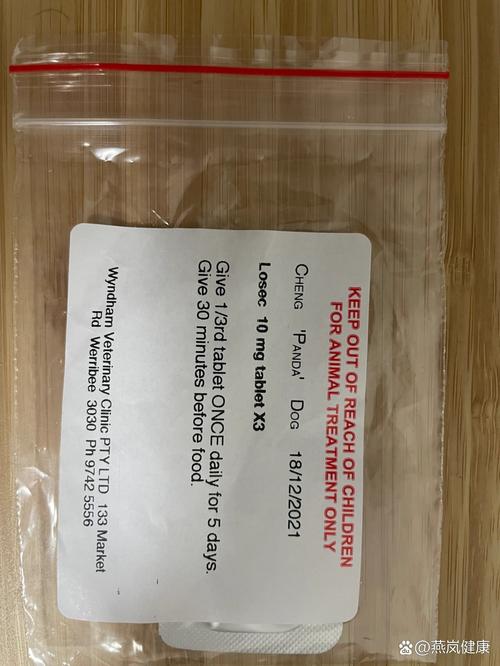 KEEP OUT OF REACH OF CHILDREN
FOR ANIMAL TREATMENT ONLY
CHENG 'PANDA' DOG 18/12/2021
Losec 10 mg tablet X3
Give 1/3rd tablet ONCE daily for 5 days.
Give 30 minutes before food.
Wyndham Veterinary Clinic PTY LTD 133 Market
Rd Werribee 3030 Ph 9742 5556
@燕岚健康